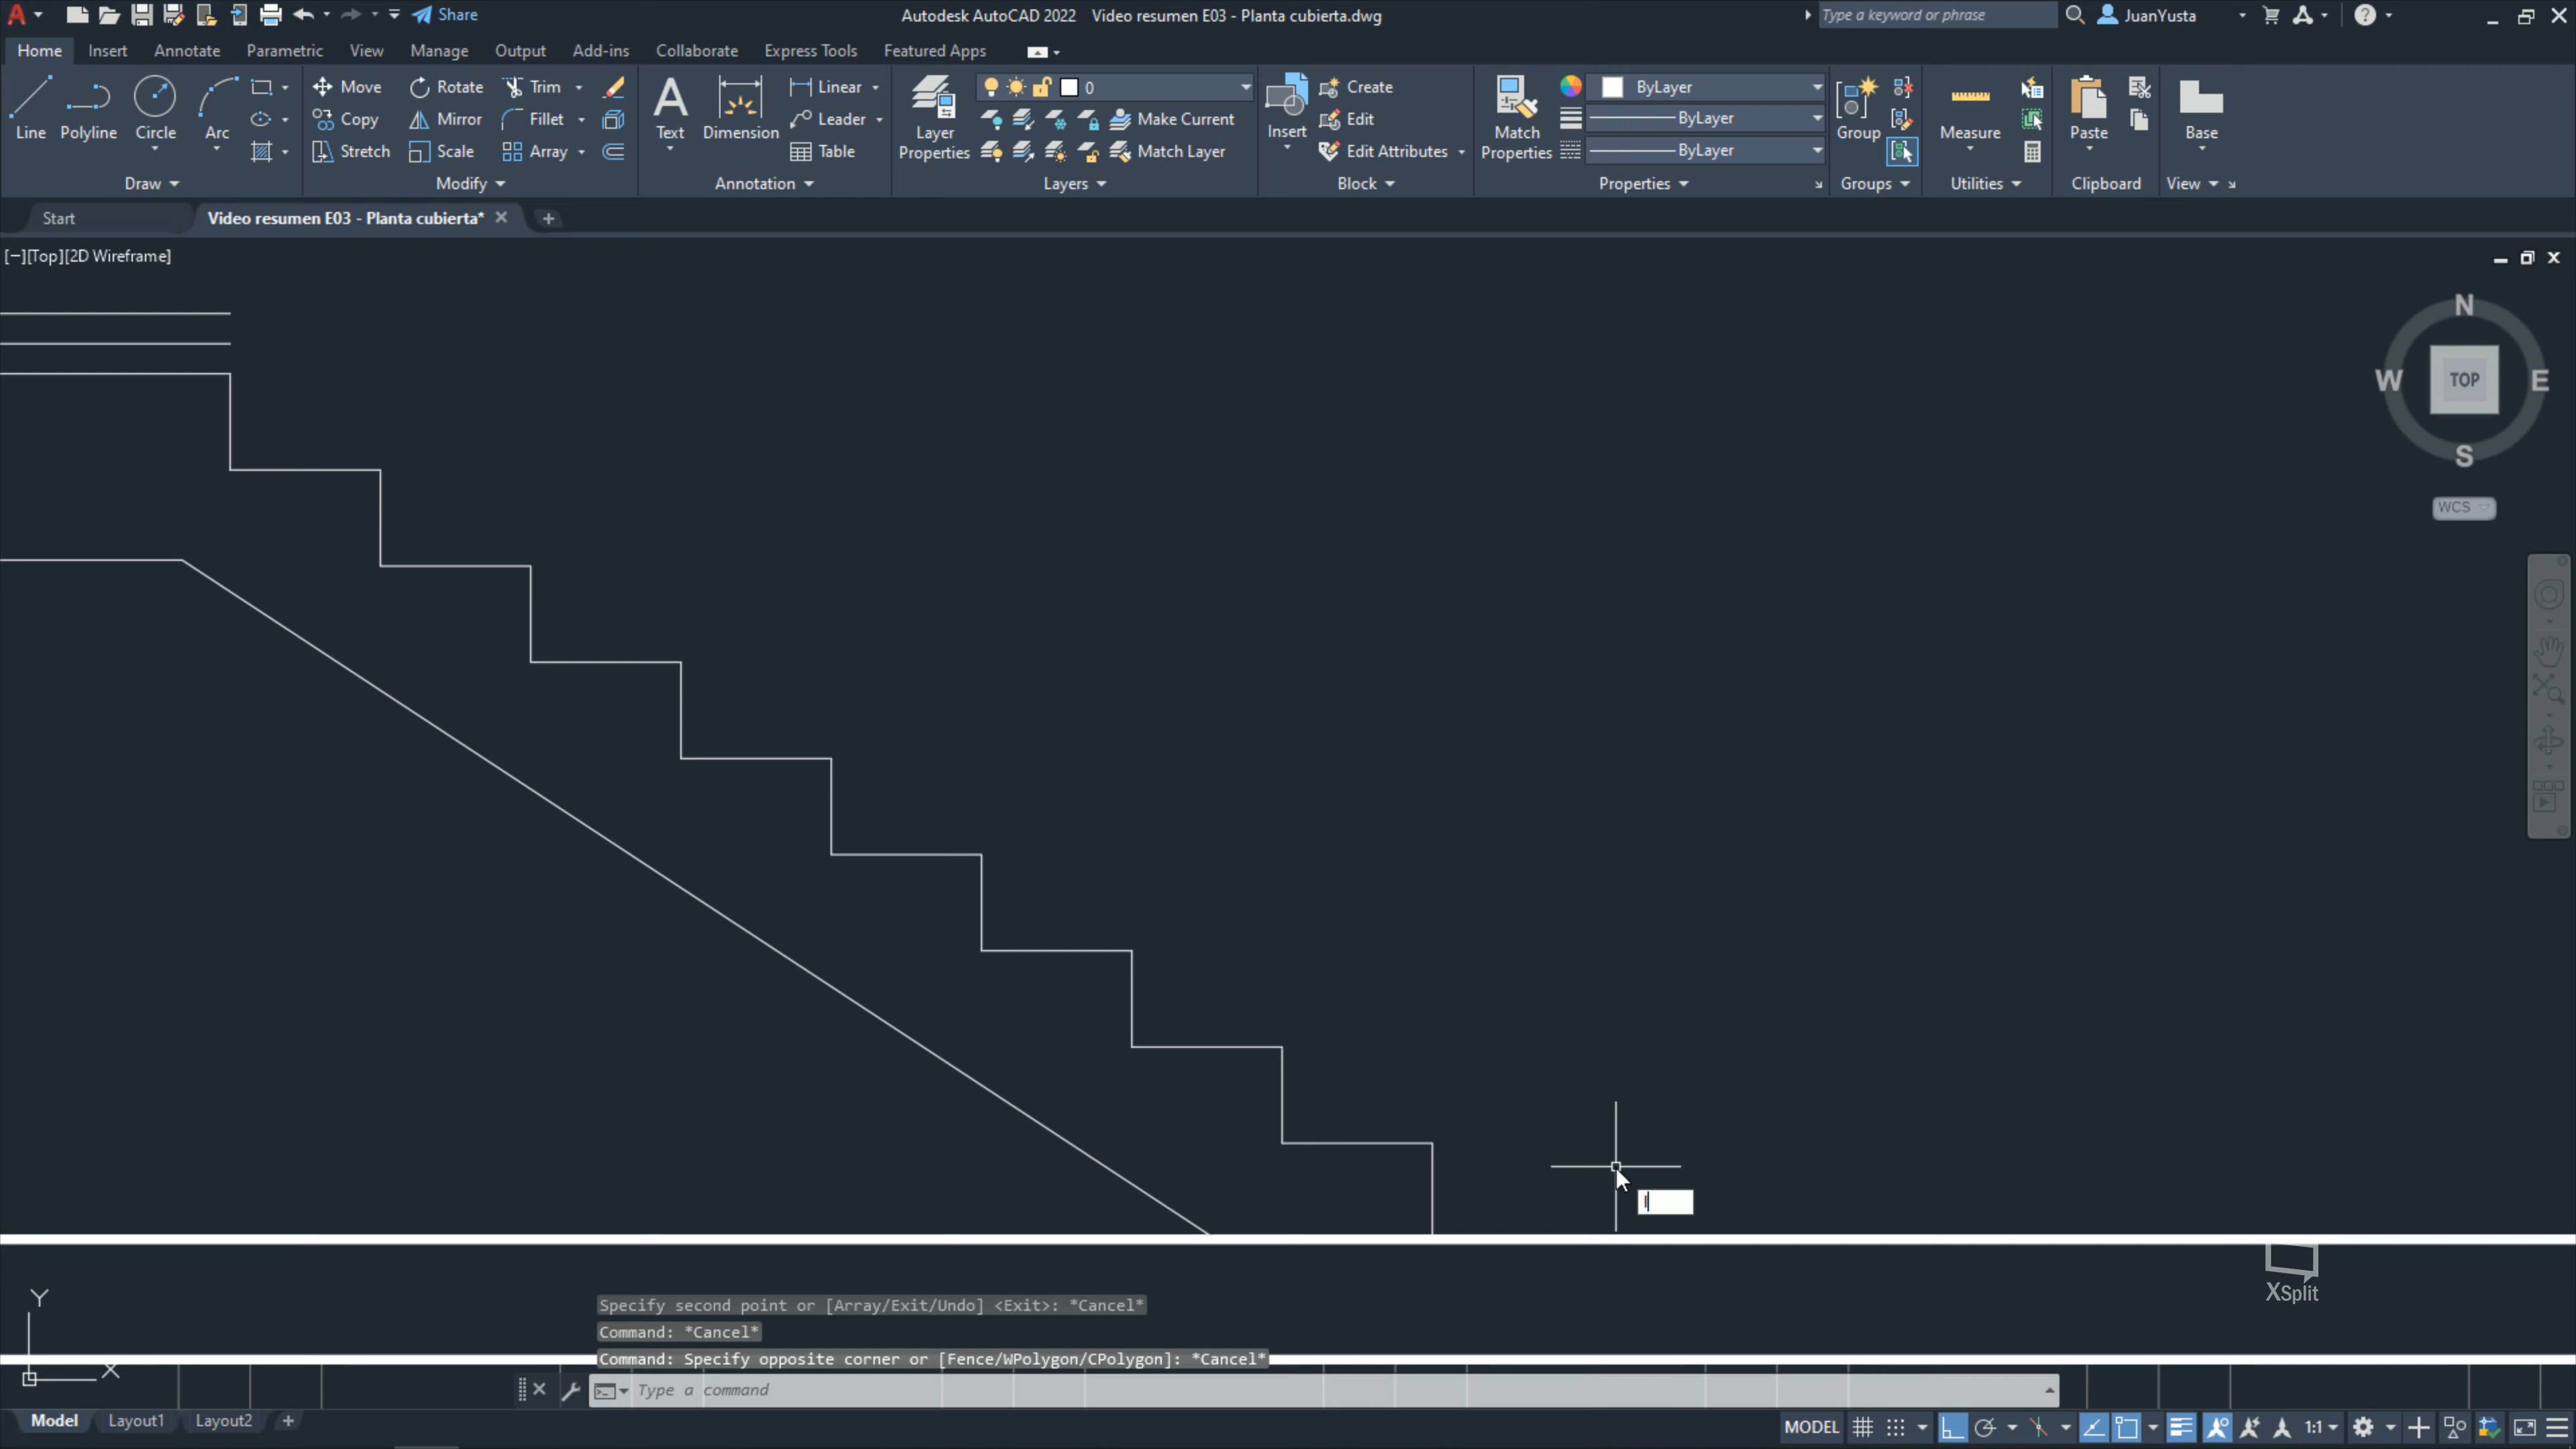 Share
Autodesk AutoCAD 2022 Video resumen E03 - Planta cubierta.dwg
Type a keyword or phrase
JuanYusta
Home Insert Annotate Parametric View Manage Output Add-ins Collaborate Express Tools Featured Apps
Line Polyline Circle Arc
Move Rotate Trim
Copy Mirror Fillet
Stretch Scale Array
Text Dimension
Linear
Leader
Table
Layer Properties
0
Make Current
Match Layer
Insert
Create
Edit
Edit Attributes
Match Properties
ByLayer
ByLayer
ByLayer
Group
Measure
Paste
Base
Draw Modify Annotation Layers Block Properties Groups Utilities Clipboard View
Start Video resumen E03 - Planta cubierta*
[−][Top][2D Wireframe]
N
W TOP E
S
WCS
XSplit
Y
X
Specify second point or [Array/Exit/Undo] <Exit>: *Cancel*
Command: *Cancel*
Command: Specify opposite corner or [Fence/WPolygon/CPolygon]: *Cancel*
Type a command
Model Layout1 Layout2
MODEL 1:1